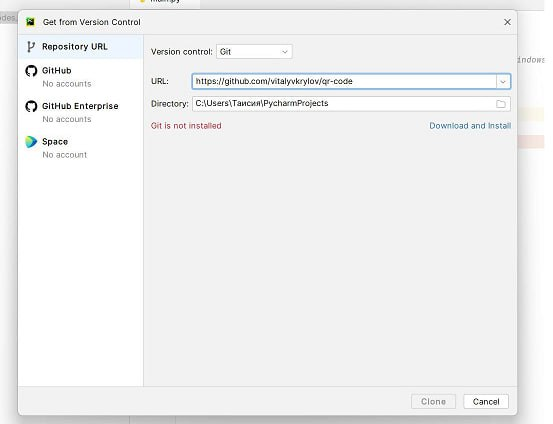 main.py
Get from Version Control
Repository URL
GitHub
No accounts
GitHub Enterprise
No accounts
Space
No account
Version control: Git
URL: https://github.com/vitalyvkrylov/qr-code
Directory: C:\Users\Таисия\PycharmProjects
Git is not installed
Download and Install
Clone
Cancel